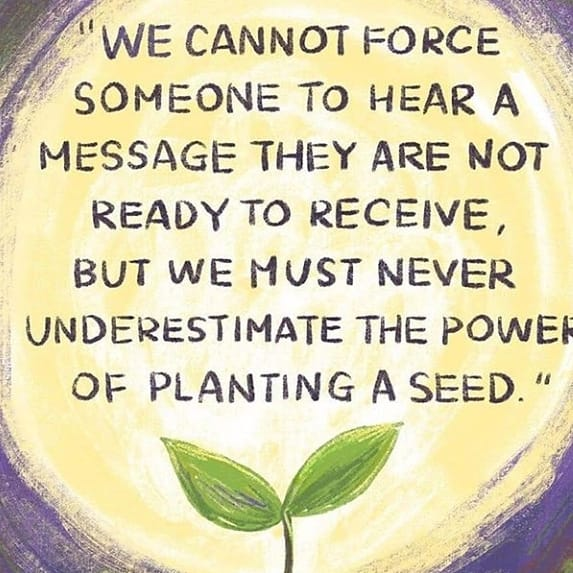 "WE CANNOT FORCE
SOMEONE TO HEAR A
MESSAGE THEY ARE NOT
READY TO RECEIVE,
BUT WE MUST NEVER
UNDERESTIMATE THE POWER
OF PLANTING A SEED."